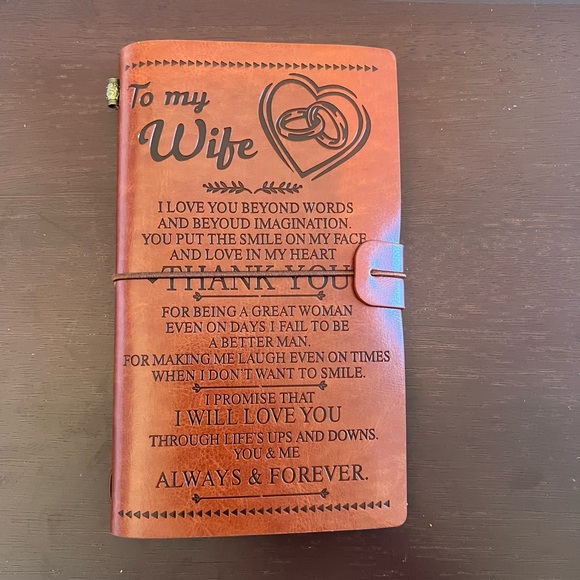 To my
Wife
I LOVE YOU BEYOND WORDS
AND BEYOUD IMAGINATION.
YOU PUT THE SMILE ON MY FACE
AND LOVE IN MY HEART
THANK YOU
FOR BEING A GREAT WOMAN
EVEN ON DAYS I FAIL TO BE
A BETTER MAN.
FOR MAKING ME LAUGH EVEN ON TIMES
WHEN I DON'T WANT TO SMILE.
I PROMISE THAT
I WILL LOVE YOU
THROUGH LIFE'S UPS AND DOWNS.
YOU & ME
ALWAYS & FOREVER.